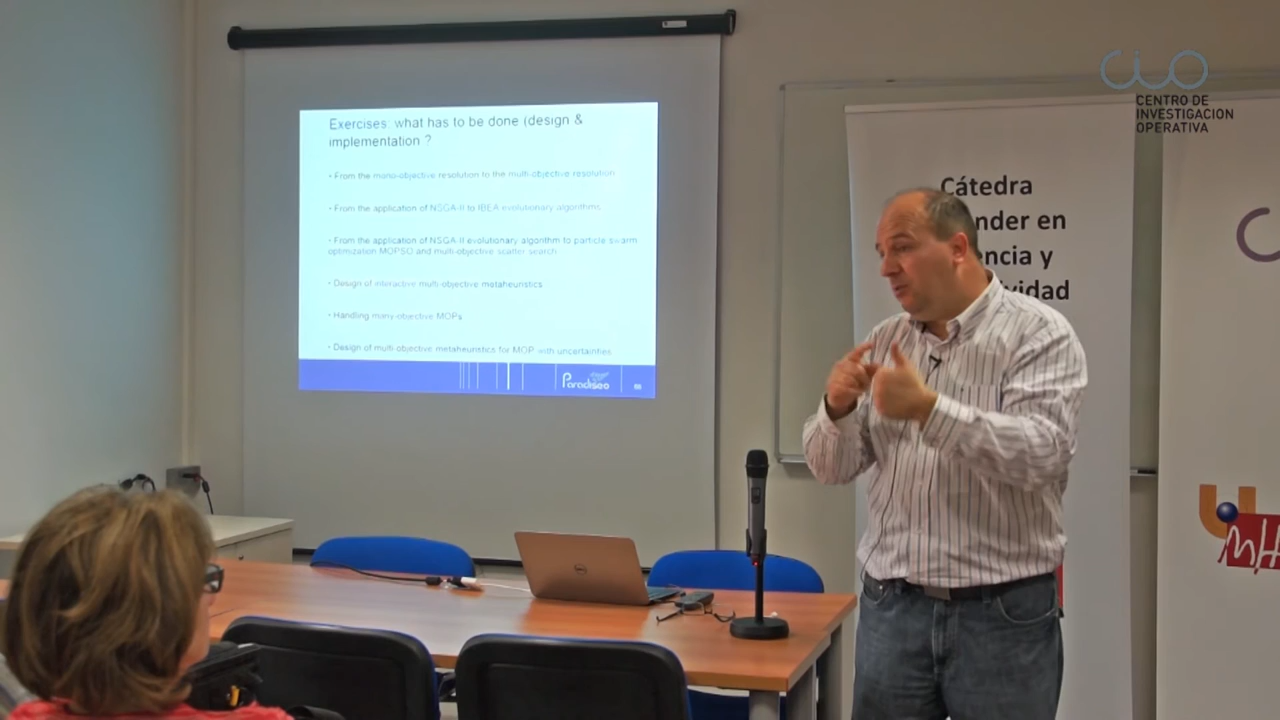 Exercises: what has to be done (design &
implementation ?
• From the mono-objective resolution to the multi-objective resolution
• From the application of NSGA-II to IBEA evolutionary algorithms
• From the application of NSGA-II evolutionary algorithm to particle swarm
optimization MOPSO and multi-objective scatter search
• Design of interactive multi-objective metaheuristics
• Handling many-objective MOPs
• Design of multi-objective metaheuristics for MOP with uncertainties
Paradiseo
CIO
CENTRO DE
INVESTIGACION
OPERATIVA
Cátedra
nder en
encia y
vidad
DELL
UMH